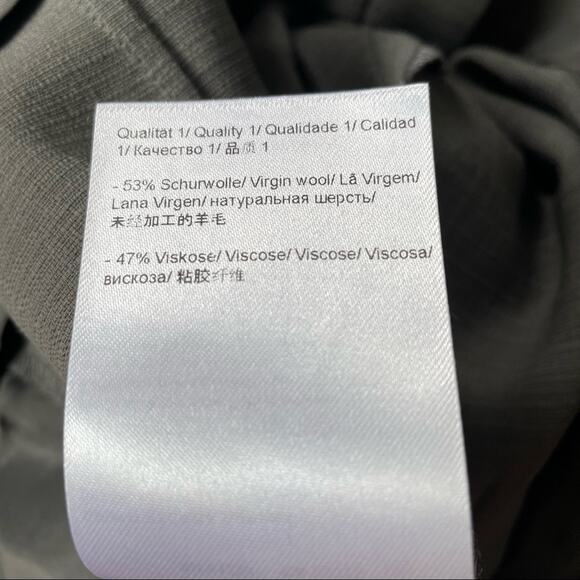 Qualität 1/ Quality 1/ Qualidade 1/ Calidad
1/ Качество 1/ 品质 1
- 53% Schurwolle/ Virgin wool/ Lã Virgem/
Lana Virgen/ натуральная шерсть/
未经加工的羊毛
- 47% Viskose/ Viscose/ Viscose/ Viscosa/
вискоза/ 粘胶纤维